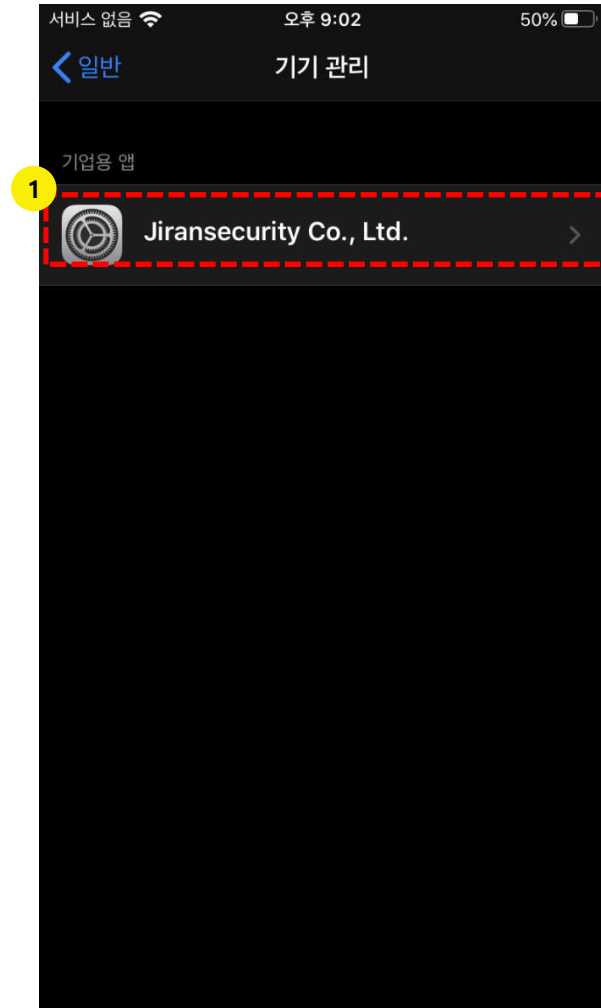 서비스 없음 오후 9:02 50%
일반 기기 관리
기업용 앱
1
Jiransecurity Co., Ltd.